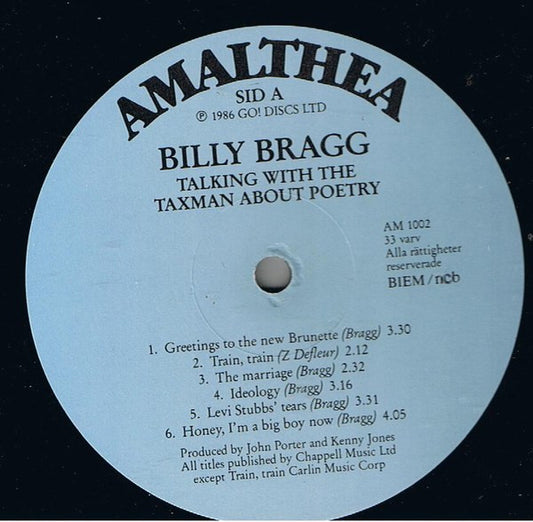 AMALTHEA
SID A
℗ 1986 GO! DISCS LTD
BILLY BRAGG
TALKING WITH THE
TAXMAN ABOUT POETRY
AM 1002
33 varv
Alla rättigheter
reserverade
BIEM/ncb
1. Greetings to the new Brunette (Bragg) 3.30
2. Train, train (Z Defleur) 2.12
3. The marriage (Bragg) 2.32
4. Ideology (Bragg) 3.16
5. Levi Stubbs' tears (Bragg) 3.31
6. Honey, I'm a big boy now (Bragg) 4.05
Produced by John Porter and Kenny Jones
All titles published by Chappell Music Ltd
except Train, train Carlin Music Corp